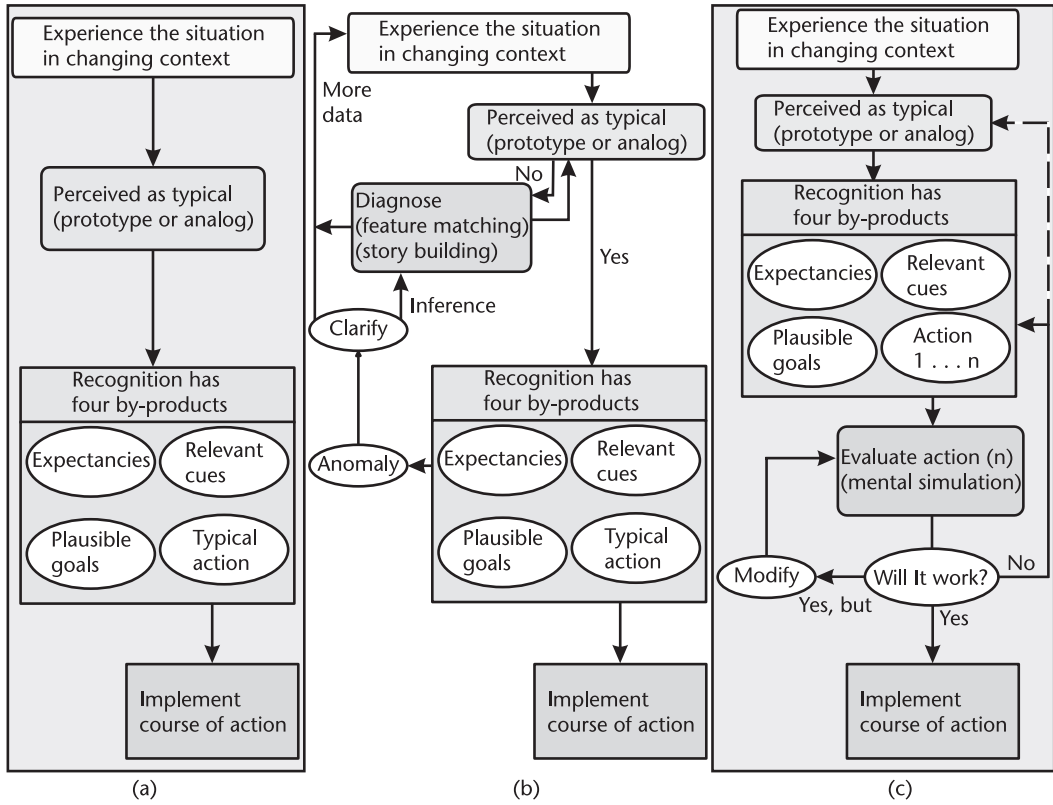 Experience the situation
in changing context
Perceived as typical
(prototype or analog)
Recognition has
four by-products
Expectancies
Relevant
cues
Plausible
goals
Typical
action
Implement
course of action
(a)
Experience the situation
in changing context
More
data
Perceived as typical
(prototype or analog)
No
Diagnose
(feature matching)
(story building)
Yes
Inference
Clarify
Anomaly
Recognition has
four by-products
Expectancies
Relevant
cues
Plausible
goals
Typical
action
Implement
course of action
(b)
Experience the situation
in changing context
Perceived as typical
(prototype or analog)
Recognition has
four by-products
Expectancies
Relevant
cues
Plausible
goals
Action
1 . . . n
Evaluate action (n)
(mental simulation)
Modify
Will It work?
No
Yes, but
Yes
Implement
course of action
(c)